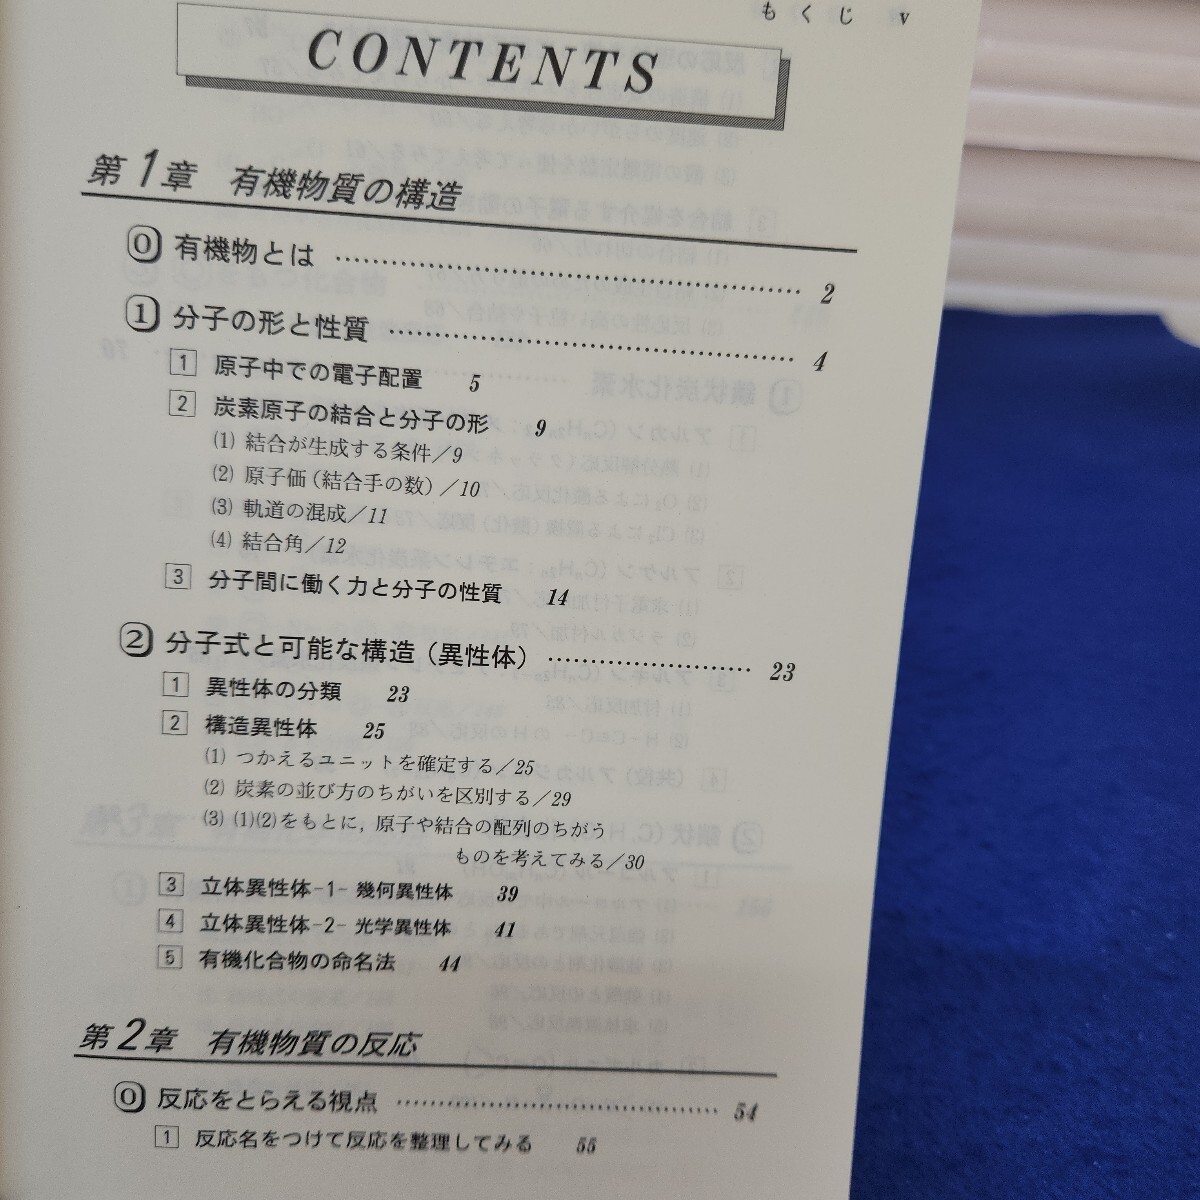 もくじ v
CONTENTS
第1章 有機物質の構造
⓪ 有機物とは …… 2
① 分子の形と性質 …… 4
1 原子中での電子配置 5
2 炭素原子の結合と分子の形 9
(1) 結合が生成する条件／9
(2) 原子価(結合手の数)／10
(3) 軌道の混成／11
(4) 結合角／12
3 分子間に働く力と分子の性質 14
② 分子式と可能な構造(異性体) …… 23
1 異性体の分類 23
2 構造異性体 25
(1) つかえるユニットを確定する／25
(2) 炭素の並び方のちがいを区別する／29
(3) (1)(2)をもとに，原子や結合の配列のちがう
ものを考えてみる／30
3 立体異性体-1- 幾何異性体 39
4 立体異性体-2- 光学異性体 41
5 有機化合物の命名法 44
第2章 有機物質の反応
⓪ 反応をとらえる視点 …… 54
1 反応名をつけて反応を整理してみる 55